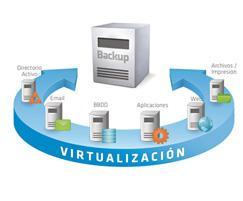 Backup
Directorio
Activo
Archivos /
Impresión
Email
Web
BBDD
Aplicaciones
VIRTUALIZACIÓN